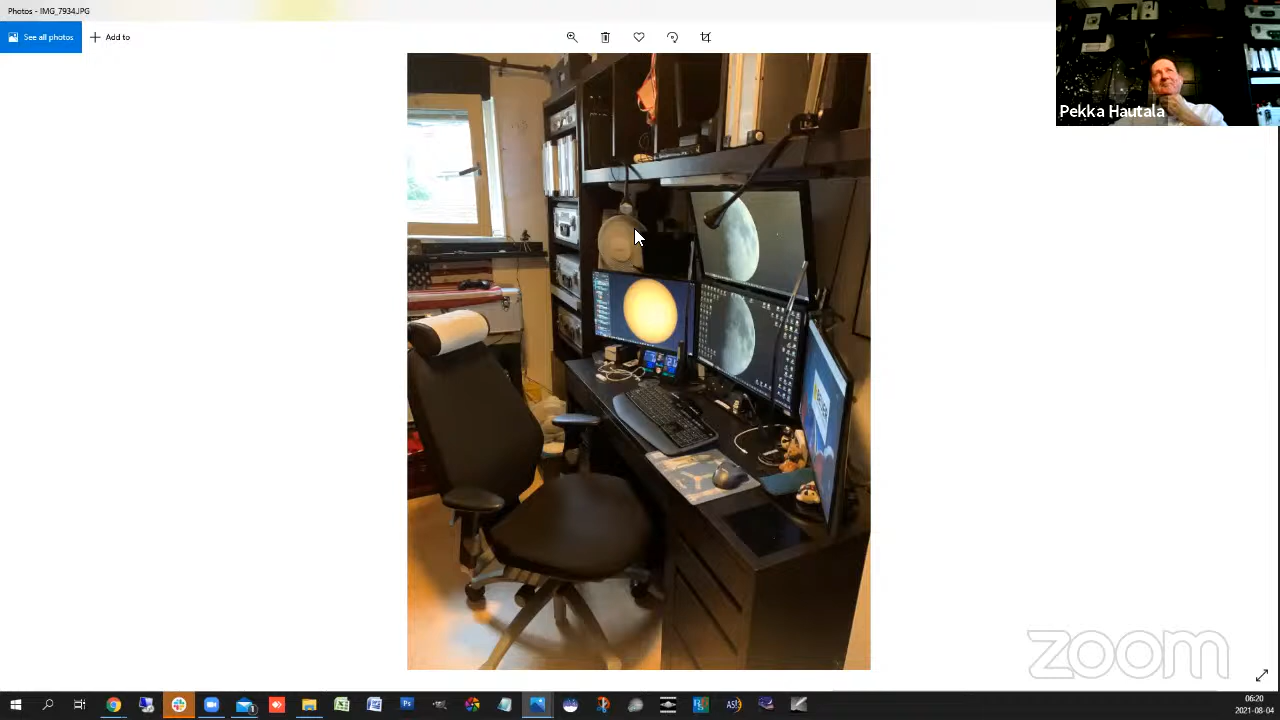 Photos - IMG_7934.JPG
See all photos
Add to
Pekka Hautala
zoom
06:20
2021-08-04